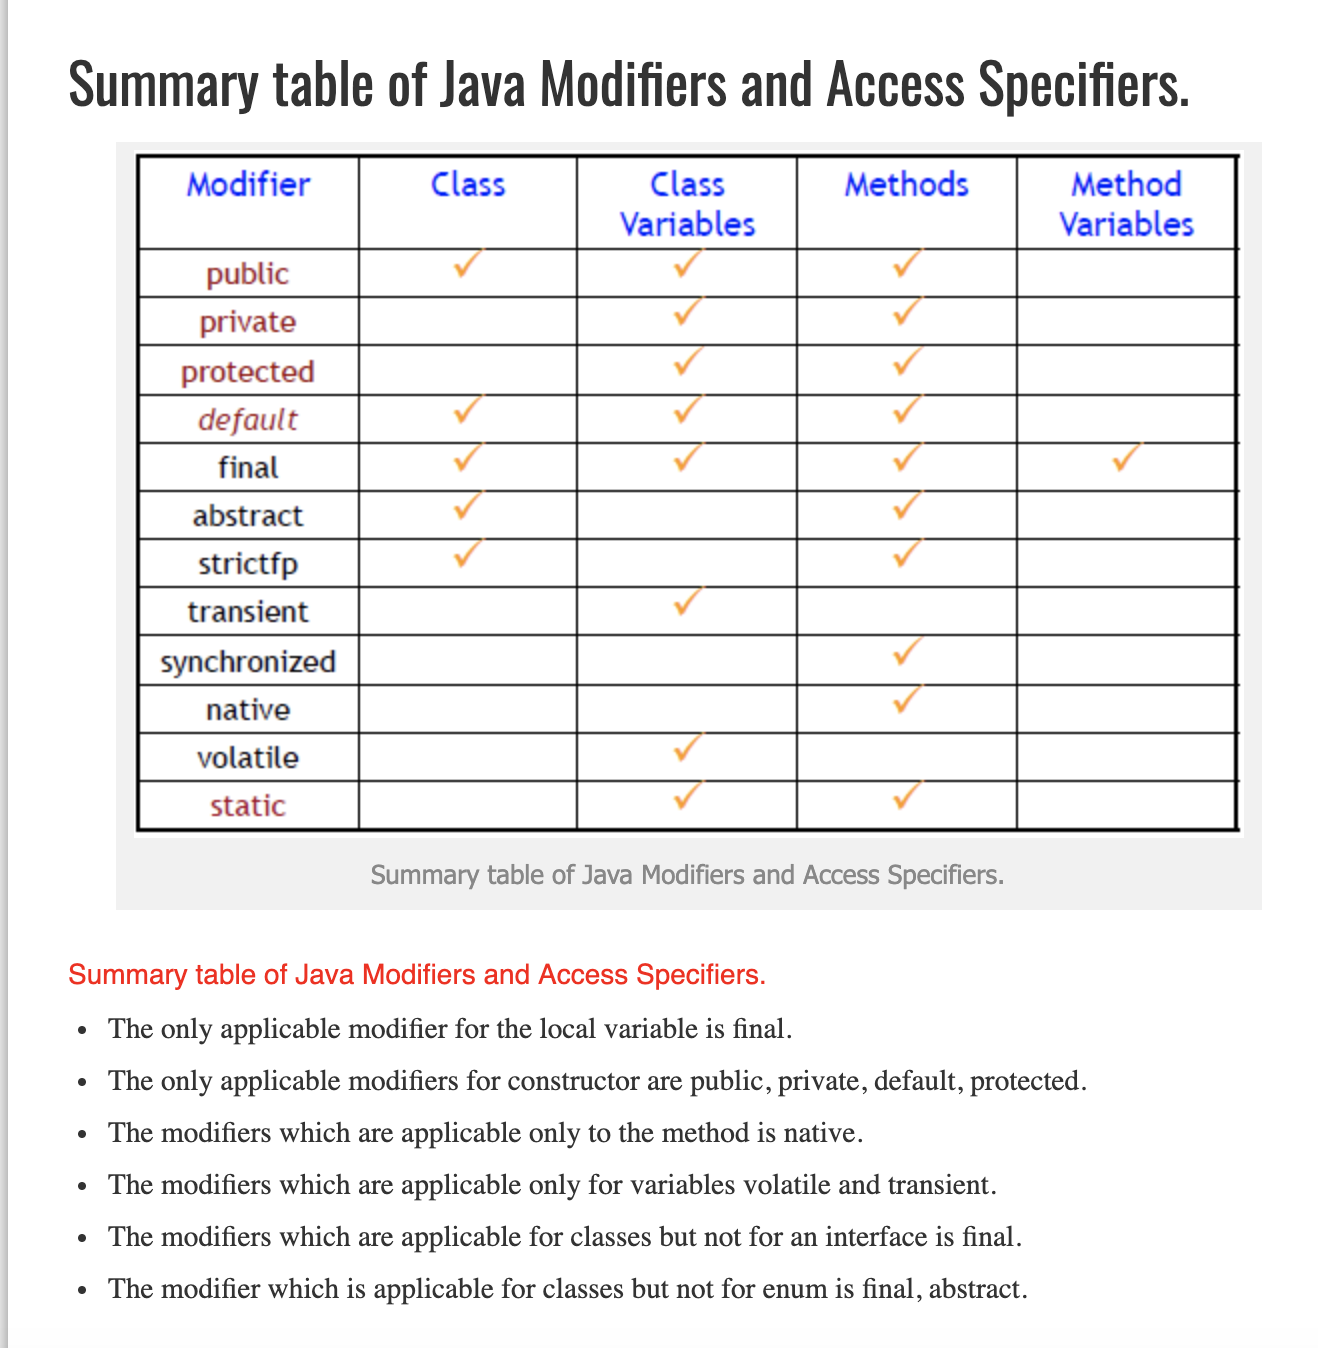 Summary table of Java Modifiers and Access Specifiers.
Modifier Class Class Variables Methods Method Variables
public ✓ ✓ ✓
private ✓ ✓
protected ✓ ✓
default ✓ ✓ ✓
final ✓ ✓ ✓ ✓
abstract ✓ ✓
strictfp ✓ ✓
transient ✓
synchronized ✓
native ✓
volatile ✓
static ✓ ✓
Summary table of Java Modifiers and Access Specifiers.
Summary table of Java Modifiers and Access Specifiers.
• The only applicable modifier for the local variable is final.
• The only applicable modifiers for constructor are public, private, default, protected.
• The modifiers which are applicable only to the method is native.
• The modifiers which are applicable only for variables volatile and transient.
• The modifiers which are applicable for classes but not for an interface is final.
• The modifier which is applicable for classes but not for enum is final, abstract.